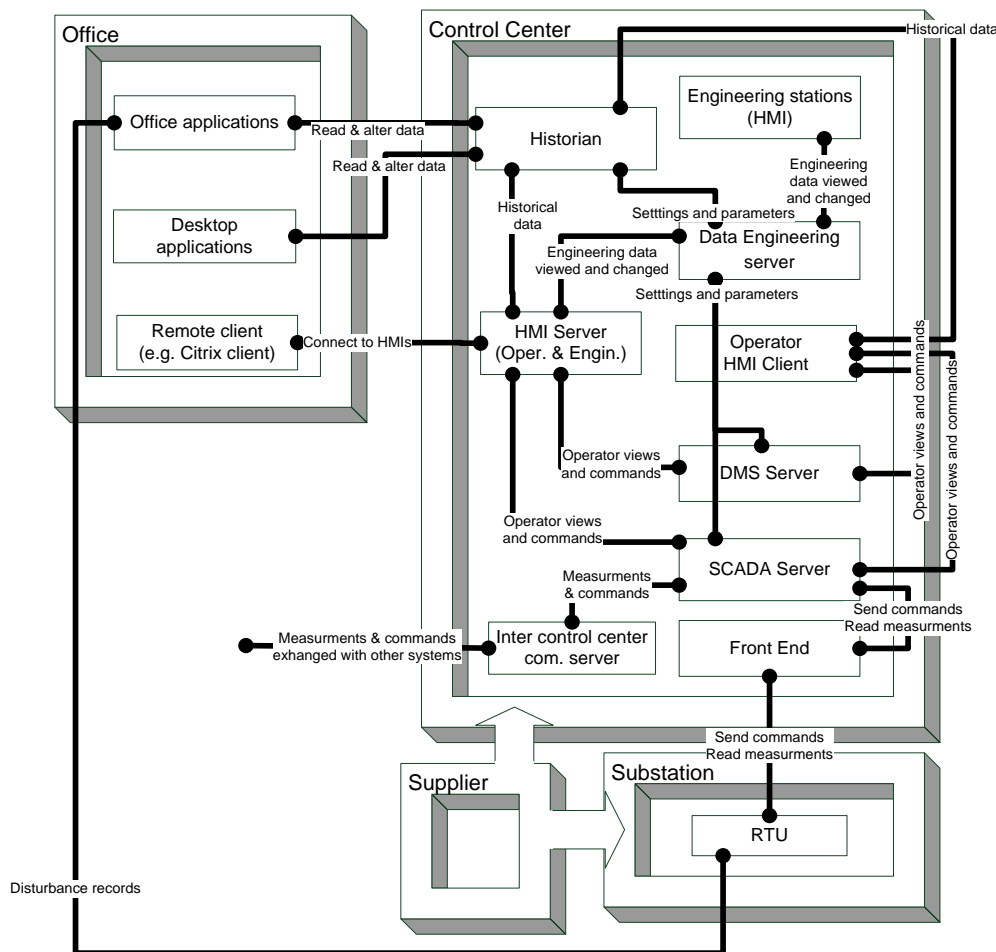 Office
Control Center
Historical data
Engineering stations
(HMI)
Office applications
Read & alter data
Historian
Read & alter data
Engineering
data viewed
and changed
Historical
data
Setttings and parameters
Desktop
applications
Data Engineering
server
Engineering data
viewed and changed
Setttings and parameters
Remote client
(e.g. Citrix client)
Connect to HMIs
HMI Server
(Oper. & Engin.)
Operator
HMI Client
Operator views and commands
Operator views and commands
Operator views
and commands
DMS Server
Operator views
and commands
SCADA Server
Measurments
& commands
Send commands
Read measurments
Measurments & commands
exhanged with other systems
Inter control center
com. server
Front End
Send commands
Read measurments
Supplier
Substation
RTU
Disturbance records